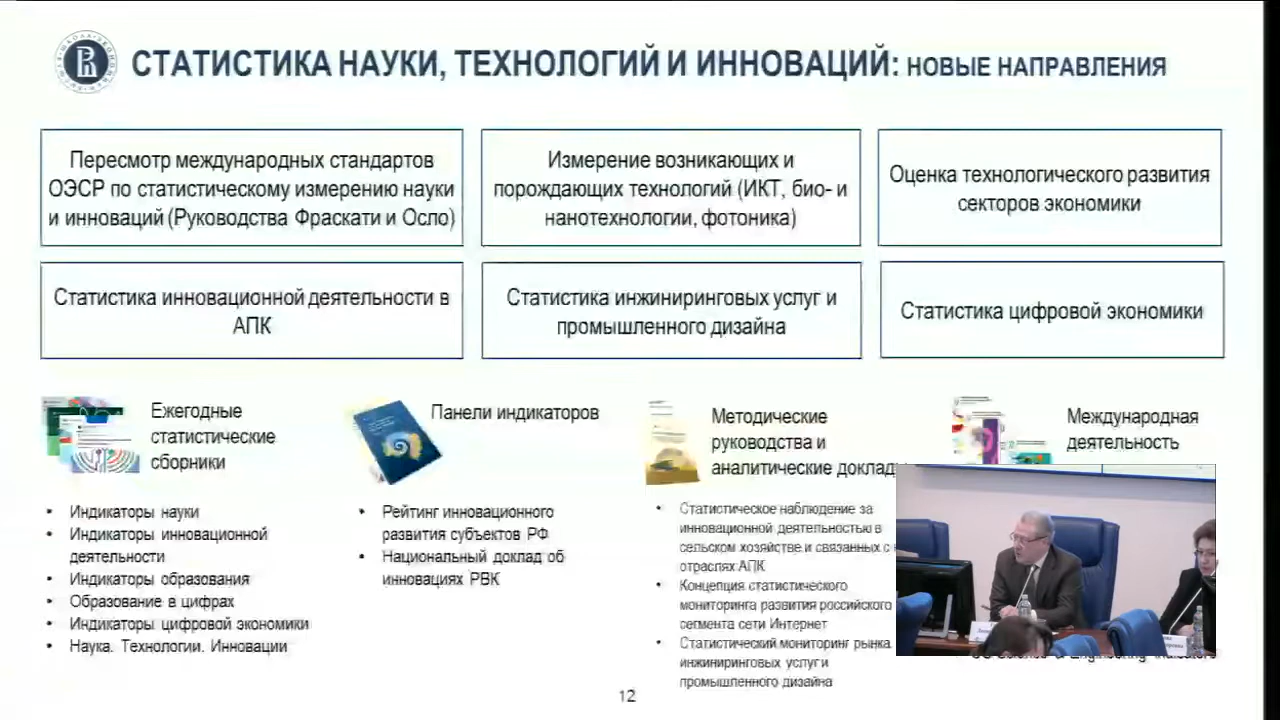 СТАТИСТИКА НАУКИ, ТЕХНОЛОГИЙ И ИННОВАЦИЙ: НОВЫЕ НАПРАВЛЕНИЯ
Пересмотр международных стандартов
ОЭСР по статистическому измерению науки
и инноваций (Руководства Фраскати и Осло)
Измерение возникающих и
порождающих технологий (ИКТ, био- и
нанотехнологии, фотоника)
Оценка технологического развития
секторов экономики
Статистика инновационной деятельности в
АПК
Статистика инжиниринговых услуг и
промышленного дизайна
Статистика цифровой экономики
Ежегодные
статистические
сборники
• Индикаторы науки
• Индикаторы инновационной
деятельности
• Индикаторы образования
• Образование в цифрах
• Индикаторы цифровой экономики
• Наука. Технологии. Инновации
Панели индикаторов
• Рейтинг инновационного
развития субъектов РФ
• Национальный доклад об
инновациях РВК
Методические
руководства и
аналитические доклады
• Статистическое наблюдение за
инновационной деятельностью в
сельском хозяйстве и связанных с
отраслях АПК
• Концепция статистического
мониторинга развития российского
сегмента сети Интернет
• Статистический мониторинг рынка
инжиниринговых услуг и
промышленного дизайна
Международная
деятельность
12